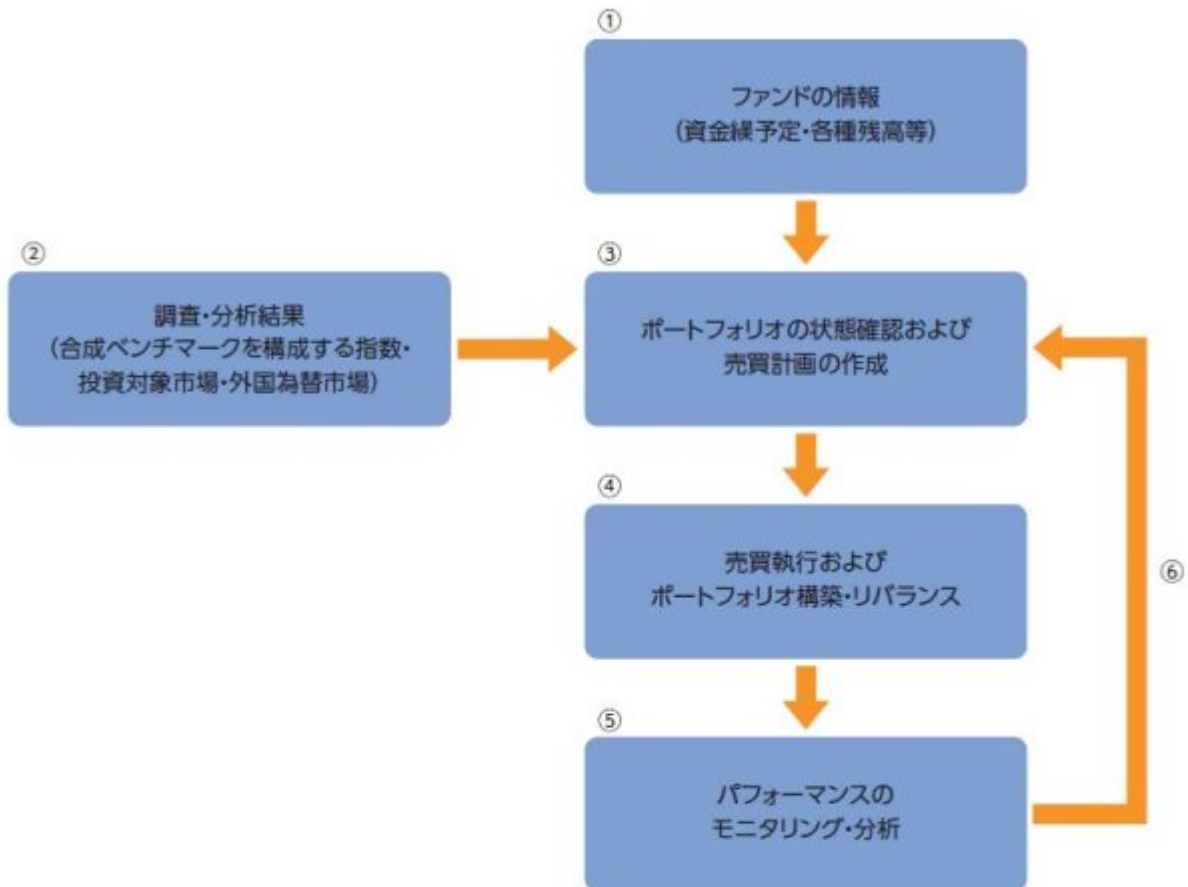 ①
ファンドの情報
(資金繰予定・各種残高等)
②
調査・分析結果
(合成ベンチマークを構成する指数・
投資対象市場・外国為替市場)
③
ポートフォリオの状態確認および
売買計画の作成
④
売買執行および
ポートフォリオ構築・リバランス
⑥
⑤
パフォーマンスの
モニタリング・分析